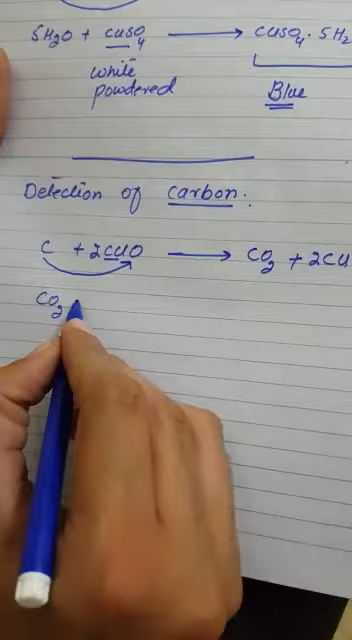 5H2O + CuSO4 ⟶ CuSO4 · 5H2
white
powdered
Blue
Detection of carbon :
C + 2CuO ⟶ CO2 + 2CU
CO2